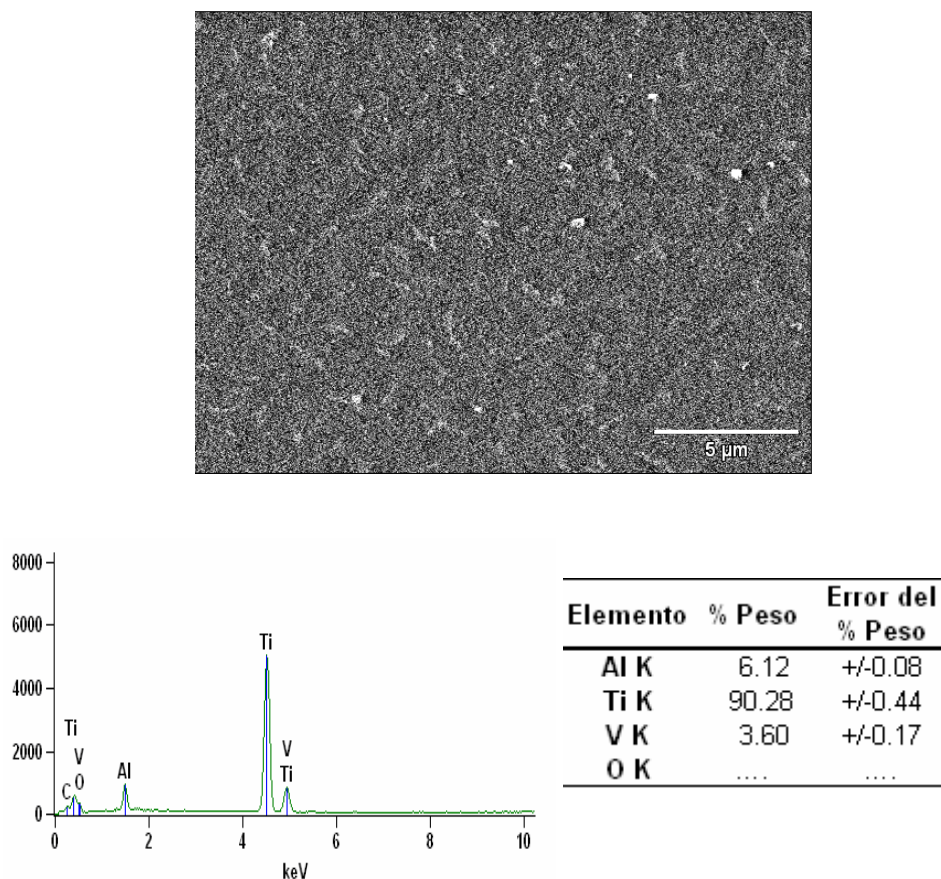 5 µm
8000
6000
4000
2000
0
Ti
V
C
O
Al
Ti
V
Ti
0 2 4 6 8 10
keV
Elemento % Peso Error del % Peso
Al K 6.12 +/-0.08
Ti K 90.28 +/-0.44
V K 3.60 +/-0.17
O K .... ....